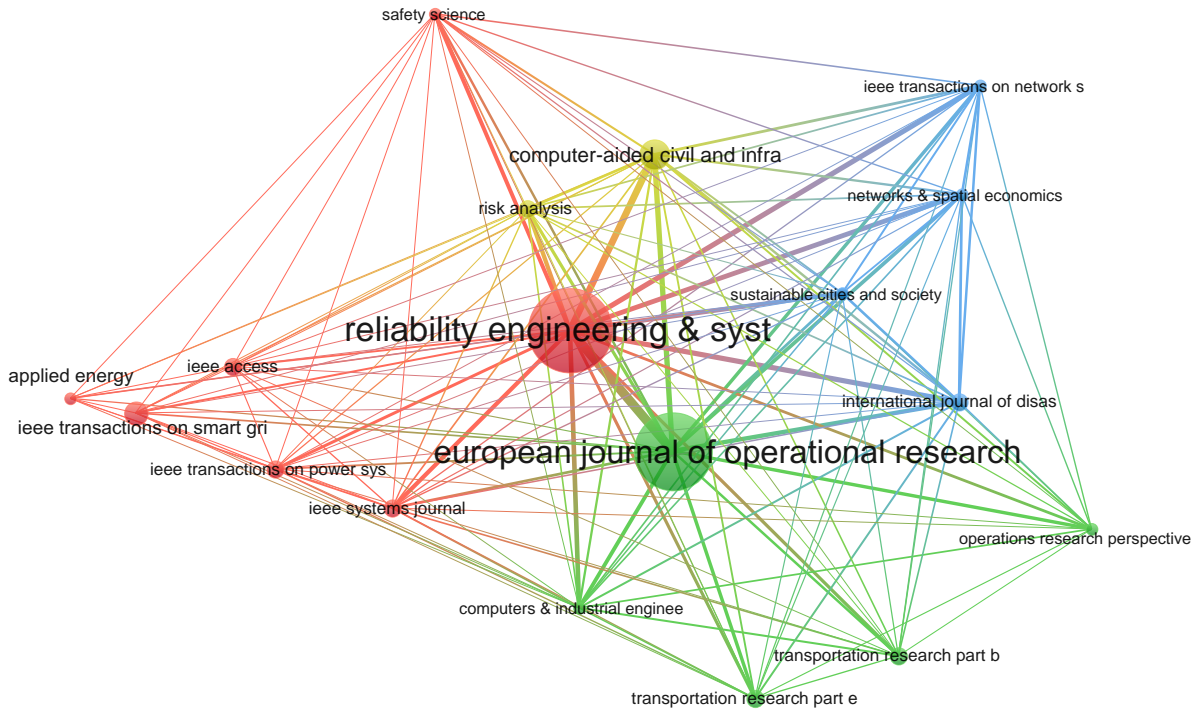 safety science
ieee transactions on network s
computer-aided civil and infra
networks & spatial economics
risk analysis
sustainable cities and society
reliability engineering & syst
ieee access
applied energy
international journal of disas
ieee transactions on smart gri
european journal of operational research
ieee transactions on power sys
ieee systems journal
operations research perspective
computers & industrial enginee
transportation research part b
transportation research part e